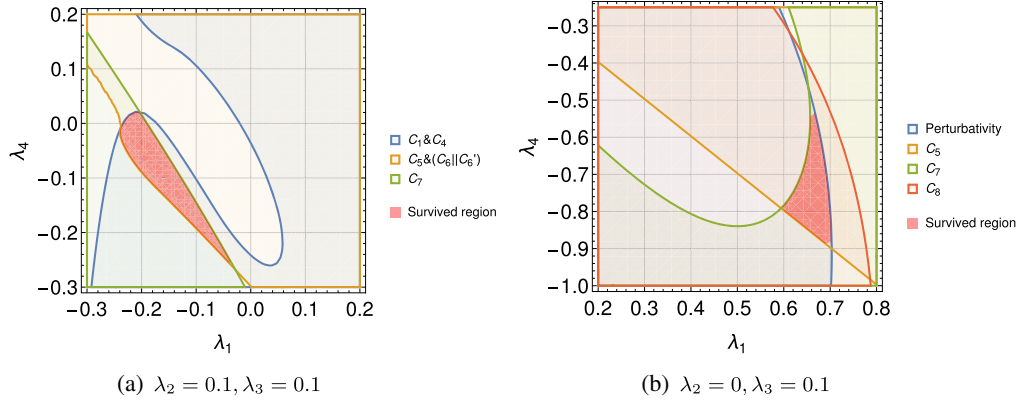 0.2
0.1
0.0
−0.1
−0.2
−0.3
λ4
−0.3 −0.2 −0.1 0.0 0.1 0.2
λ1
C1&C4
C5&(C6||C6')
C7
Survived region
(a) λ2 = 0.1, λ3 = 0.1
−0.3
−0.4
−0.5
−0.6
−0.7
−0.8
−0.9
−1.0
λ4
0.2 0.3 0.4 0.5 0.6 0.7 0.8
λ1
Perturbativity
C5
C7
C8
Survived region
(b) λ2 = 0, λ3 = 0.1